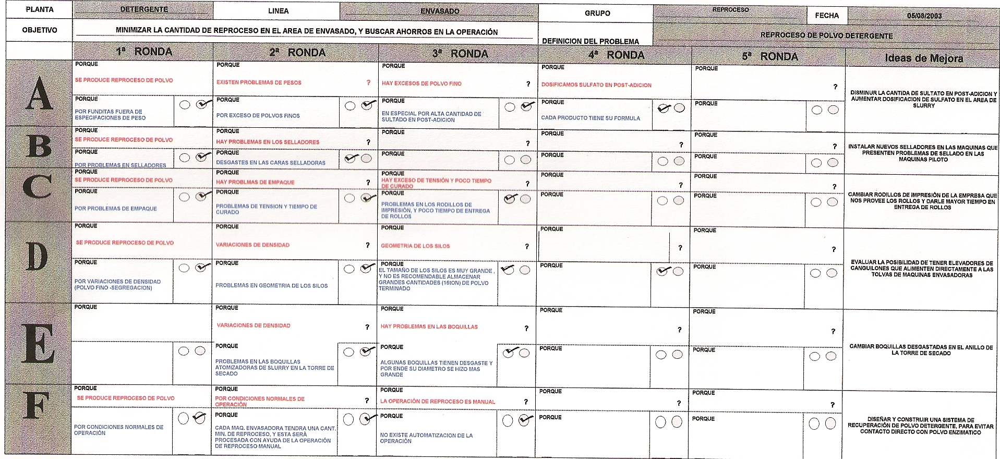 PLANTA DETERGENTE LINEA ENVASADO GRUPO REPROCESO FECHA 05/08/2003
OBJETIVO MINIMIZAR LA CANTIDAD DE REPROCESO EN EL AREA DE ENVASADO, Y BUSCAR AHORROS EN LA OPERACIÓN DEFINICION DEL PROBLEMA REPROCESO DE POLVO DETERGENTE
1ª RONDA 2ª RONDA 3ª RONDA 4ª RONDA 5ª RONDA Ideas de Mejora
A
PORQUE
SE PRODUCE REPROCESO DE POLVO
PORQUE
POR FUNDITAS FUERA DE
ESPECIFACIONES DE PESO
PORQUE
EXISTEN PROBLEMAS DE PESOS ?
PORQUE
POR EXCESO DE POLVOS FINOS
PORQUE
HAY EXCESOS DE POLVO FINO ?
PORQUE
EN ESPECIAL POR ALTA CANTIDAD DE
SULTADO EN POST-ADICION
PORQUE
DOSIFICAMOS SULFATO EN POST-ADICION
PORQUE
CADA PRODUCTO TIENE SU FORMULA
PORQUE
?
PORQUE
DISMINUR LA CANTIDA DE SULTATO EN POST-ADICION Y
AUMENTAR DOSIFICACION DE SULFATO EN EL AREA DE
SLURRY
B
PORQUE
SE PRODUCE REPROCESO DE POLVO
PORQUE
POR PROBLEMAS EN SELLADORES
PORQUE
HAY PROBLEMAS EN LOS SELLADORES ?
PORQUE
DESGASTES EN LAS CARAS SELLADORAS
PORQUE
?
PORQUE
PORQUE
?
PORQUE
PORQUE
?
PORQUE
INSTALAR NUEVOS SELLADORES EN LAS MAQUINAS QUE
PRESENTEN PROBLEMAS DE SELLADO EN LAS
MAQUINAS PILOTO
C
PORQUE
SE PRODUCE REPROCESO DE POLVO
PORQUE
POR PROBLEMAS DE EMPAQUE
PORQUE
HAY PROBLMAS DE EMPAQUE ?
PORQUE
PROBLEMAS DE TENSION Y TIEMPO DE
CURADO
PORQUE
HAY EXCESO DE TENSIÓN Y POCO TIEMPO
DE CURADO ?
PORQUE
PROBLEMAS EN LOS RODILLOS DE
IMPRESIÓN, Y POCO TIEMPO DE ENTREGA
DE ROLLOS
PORQUE
?
PORQUE
PORQUE
?
PORQUE
CAMBIAR RODILLOS DE IMPRESIÓN DE LA EMPRESA QUE
NOS PROVEE LOS ROLLOS Y DARLE MAYOR TIEMPO EN
ENTREGA DE ROLLOS
D
PORQUE
SE PRODUCE REPROCESO DE POLVO
PORQUE
POR VARIACIONES DE DENSIDAD
(POLVO FINO -SEGREGACION)
PORQUE
VARIACIONES DE DENSIDAD ?
PORQUE
PROBLEMAS EN GEOMETRIA DE LOS SILOS
PORQUE
GEOMETRIA DE LOS SILOS ?
PORQUE
EL TAMAÑO DE LOS SILOS ES MUY GRANDE ,
Y NO ES RECOMENDABLE ALMACENAR
GRANDES CANTIDADES (15tON) DE POLVO
TERMINADO
PORQUE
?
PORQUE
PORQUE
?
PORQUE
EVALUAR LA POSIBILIDAD DE TENER ELEVADORES DE
CANGUILONES QUE ALIMENTEN DIRECTAMENTE A LAS
TOLVAS DE MAQUINAS ENVASADORAS
E
PORQUE
PORQUE
VARIACIONES DE DENSIDAD ?
PORQUE
PROBLEMAS EN LAS BOQUILLAS
ATOMIZADORAS DE SLURRY EN LA TORRE DE
SECADO
PORQUE
HAY PROBLEMAS EN LAS BOQUILLAS ?
PORQUE
ALGUNAS BOQUILLAS TIENEN DESGASTE Y
POR ENDE SU DIAMETRO SE HIZO MAS
GRANDE
PORQUE
?
PORQUE
PORQUE
?
PORQUE
CAMBIAR BOQUILLAS DESGASTADAS EN EL ANILLO DE
LA TORRE DE SECADO
F
PORQUE
SE PRODUCE REPROCESO DE POLVO
POR CONDICIONES NORMALES DE
OPERACIÓN
PORQUE
POR CONDICIONES NORMALES DE
OPERACIÓN ?
PORQUE
CADA MAQ. ENVASADORA TENDRA UNA CANT.
MIN. DE REPROCESO, Y ESTA SERÀ
PROCESADA CON AYUDA DE LA OPERACIÓN
DE REPROCESO MANUAL
PORQUE
LA OPERACIÓN DE REPROCESO ES MANUAL ?
PORQUE
NO EXISTE AUTOMATIZACION DE LA
OPERACIÓN
PORQUE
?
PORQUE
PORQUE
?
PORQUE
DISEÑAR Y CONSTRUIR UNA SISTEMA DE
RECUPERACIÓN DE POLVO DETERGENTE, PARA EVITAR
CONTACTO DIRECTO CON POLVO ENZIMATICO